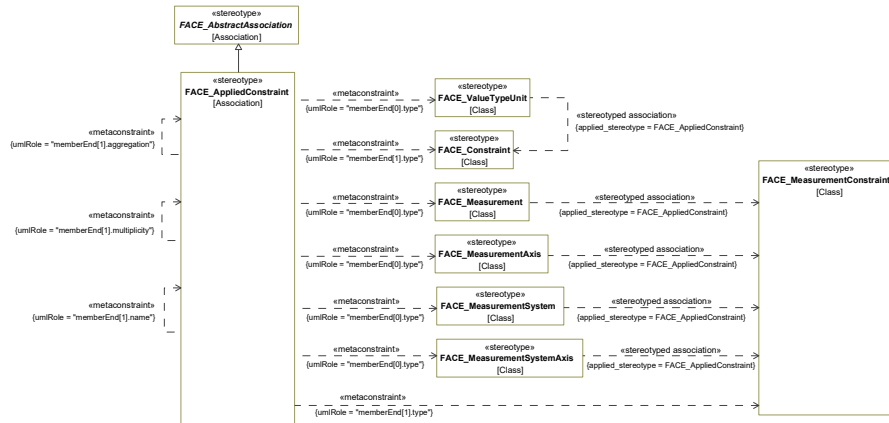 «stereotype»
FACE_AbstractAssociation
[Association]
«stereotype»
FACE_AppliedConstraint
[Association]
«metaconstraint»
{umlRole = "memberEnd[1].aggregation"}
«metaconstraint»
{umlRole = "memberEnd[1].multiplicity"}
«metaconstraint»
{umlRole = "memberEnd[1].name"}
«metaconstraint»
{umlRole = "memberEnd[0].type"}
«stereotype»
FACE_ValueTypeUnit
[Class]
«stereotyped association»
{applied_stereotype = FACE_AppliedConstraint}
«metaconstraint»
{umlRole = "memberEnd[1].type"}
«stereotype»
FACE_Constraint
[Class]
«metaconstraint»
{umlRole = "memberEnd[0].type"}
«stereotype»
FACE_Measurement
[Class]
«stereotyped association»
{applied_stereotype = FACE_AppliedConstraint}
«metaconstraint»
{umlRole = "memberEnd[0].type"}
«stereotype»
FACE_MeasurementAxis
[Class]
«stereotyped association»
{applied_stereotype = FACE_AppliedConstraint}
«metaconstraint»
{umlRole = "memberEnd[0].type"}
«stereotype»
FACE_MeasurementSystem
[Class]
«stereotyped association»
{applied_stereotype = FACE_AppliedConstraint}
«metaconstraint»
{umlRole = "memberEnd[0].type"}
«stereotype»
FACE_MeasurementSystemAxis
[Class]
«stereotyped association»
{applied_stereotype = FACE_AppliedConstraint}
«metaconstraint»
{umlRole = "memberEnd[1].type"}
«stereotype»
FACE_MeasurementConstraint
[Class]